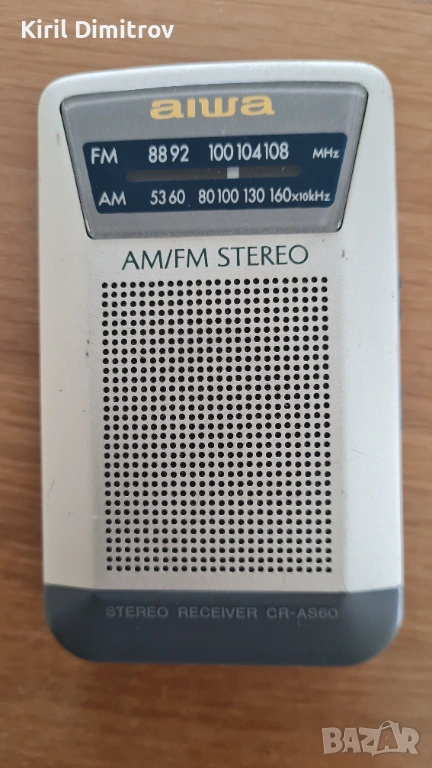 Kiril Dimitrov
aiwa
FM 88 92 100 104 108 MHz
AM 53 60 80 100 130 160 x10kHz
AM/FM STEREO
STEREO RECEIVER CR-AS60
BAZAR